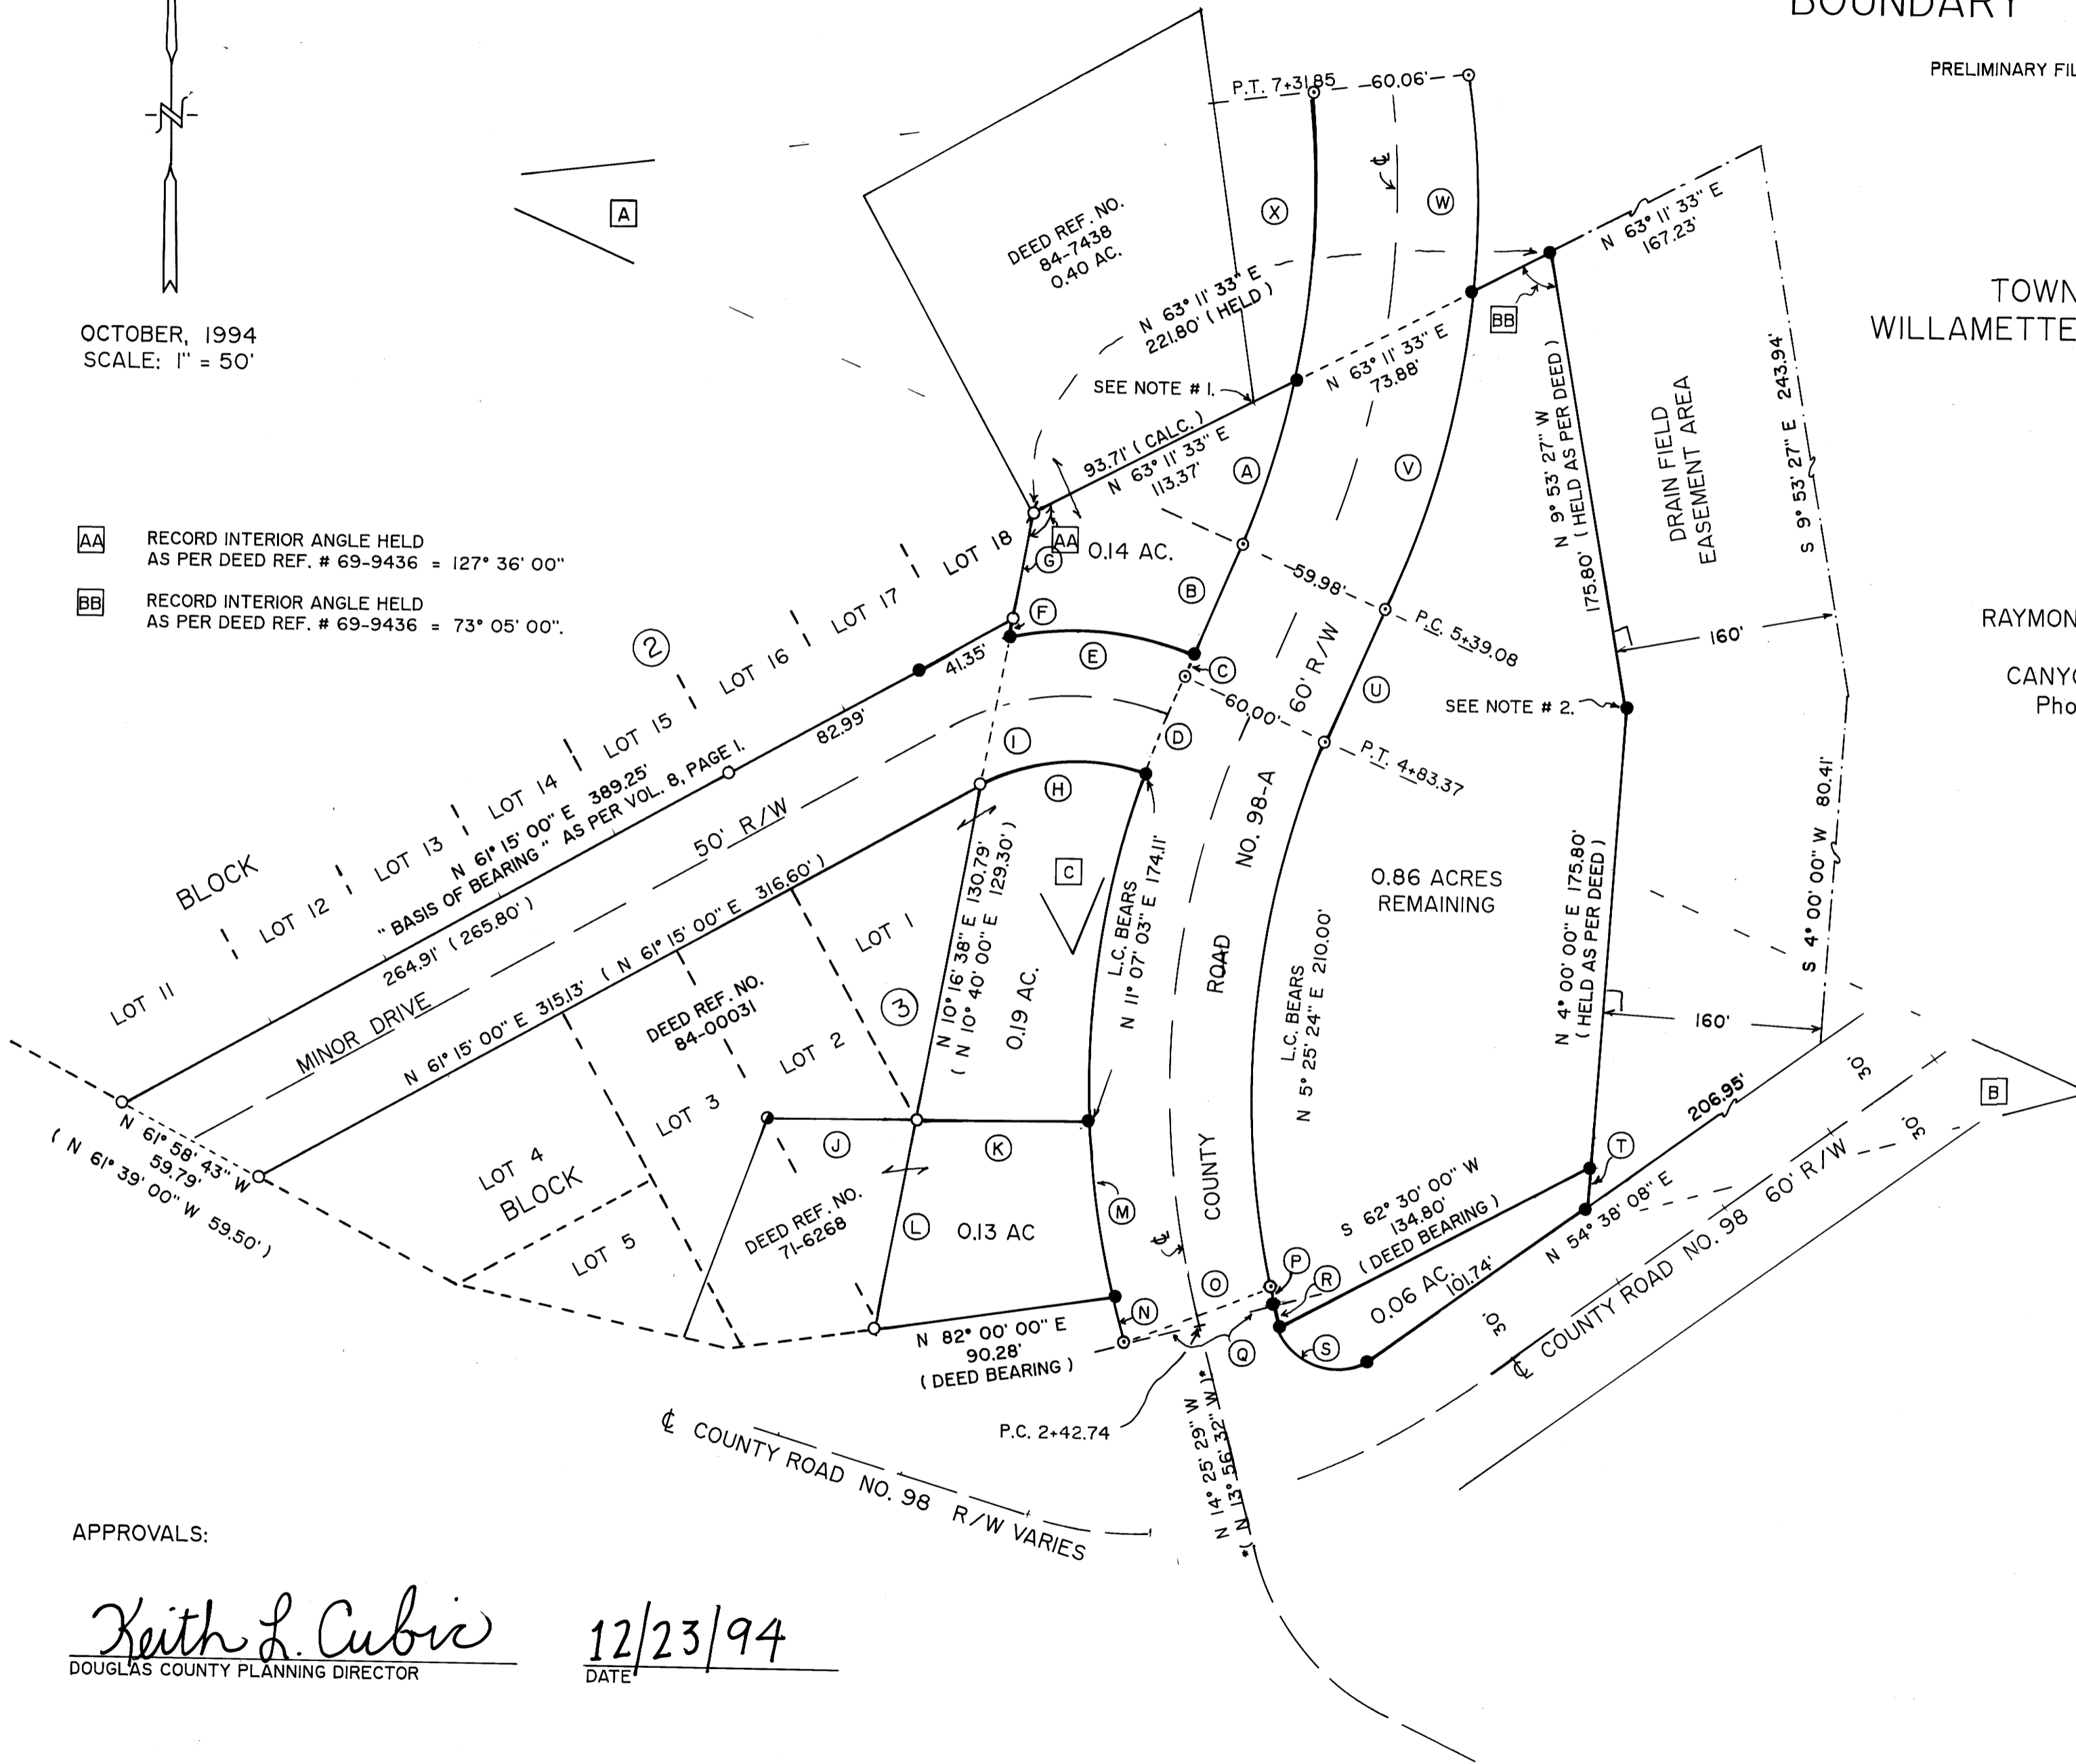 BOUNDARY
PRELIMINARY FIL
TOWN
WILLAMETTE
RAYMON
CANYO
Pho
N
OCTOBER, 1994
SCALE: 1" = 50'
A
AA RECORD INTERIOR ANGLE HELD
AS PER DEED REF. # 69-9436 = 127° 36' 00"
BB RECORD INTERIOR ANGLE HELD
AS PER DEED REF. # 69-9436 = 73° 05' 00".
P.T. 7+31.85
60.06'
℄
X
W
DEED REF. NO.
84-7438
0.40 AC.
N 63° 11' 33" E
221.80' ( HELD )
N 63° 11' 33" E
167.23'
BB
SEE NOTE # 1.
N 63° 11' 33" E
73.88'
93.71' ( CALC. )
N 63° 11' 33" E
113.37'
A
V
N 9° 53' 27" W
175.80' ( HELD AS PER DEED )
DRAIN FIELD
EASEMENT AREA
S 9° 53' 27" E 243.94'
AA
0.14 AC.
G
F
B
E
C
59.98'
P.C. 5+39.08
60.00'
P.T. 4+83.37
60' R/W
U
D
160'
SEE NOTE # 2.
2
LOT 18
LOT 17
LOT 16
LOT 15
LOT 14
LOT 13
LOT 12
LOT 11
BLOCK
41.35'
82.99'
N 61° 15' 00" E 389.25'
" BASIS OF BEARING " AS PER VOL. 8, PAGE 1.
264.91' ( 265.80' )
50' R/W
MINOR DRIVE
N 61° 15' 00" E 315.13' ( N 61° 15' 00" E 316.60' )
I
H
C
N 10° 16' 38" E 130.79'
( N 10° 40' 00" E 129.30' )
0.19 AC.
L.C. BEARS
N 11° 07' 03" E 174.11'
COUNTY ROAD NO. 98-A
L.C. BEARS
N 5° 25' 24" E 210.00'
0.86 ACRES
REMAINING
N 4° 00' 00" E 175.80'
( HELD AS PER DEED )
S 4° 00' 00" W 80.41'
160'
LOT 1
3
LOT 2
DEED REF. NO.
84-00031
LOT 3
LOT 4
BLOCK
LOT 5
N 61° 58' 43" W
59.79'
( N 61° 39' 00" W 59.50' )
J
K
L
M
N
DEED REF. NO.
71-6268
0.13 AC
N 82° 00' 00" E
90.28'
( DEED BEARING )
℄
O
P
R
Q
S
T
S 62° 30' 00" W
134.80'
( DEED BEARING )
0.06 AC.
101.74'
N 54° 38' 08" E
206.95'
30'
30'
30'
B
℄ COUNTY ROAD NO. 98 60' R/W
P.C. 2+42.74
N 14° 25' 29" W
*( N 13° 56' 32" W )*
℄ COUNTY ROAD NO. 98 R/W VARIES
APPROVALS:
Keith L. Cubic
DOUGLAS COUNTY PLANNING DIRECTOR
12/23/94
DATE